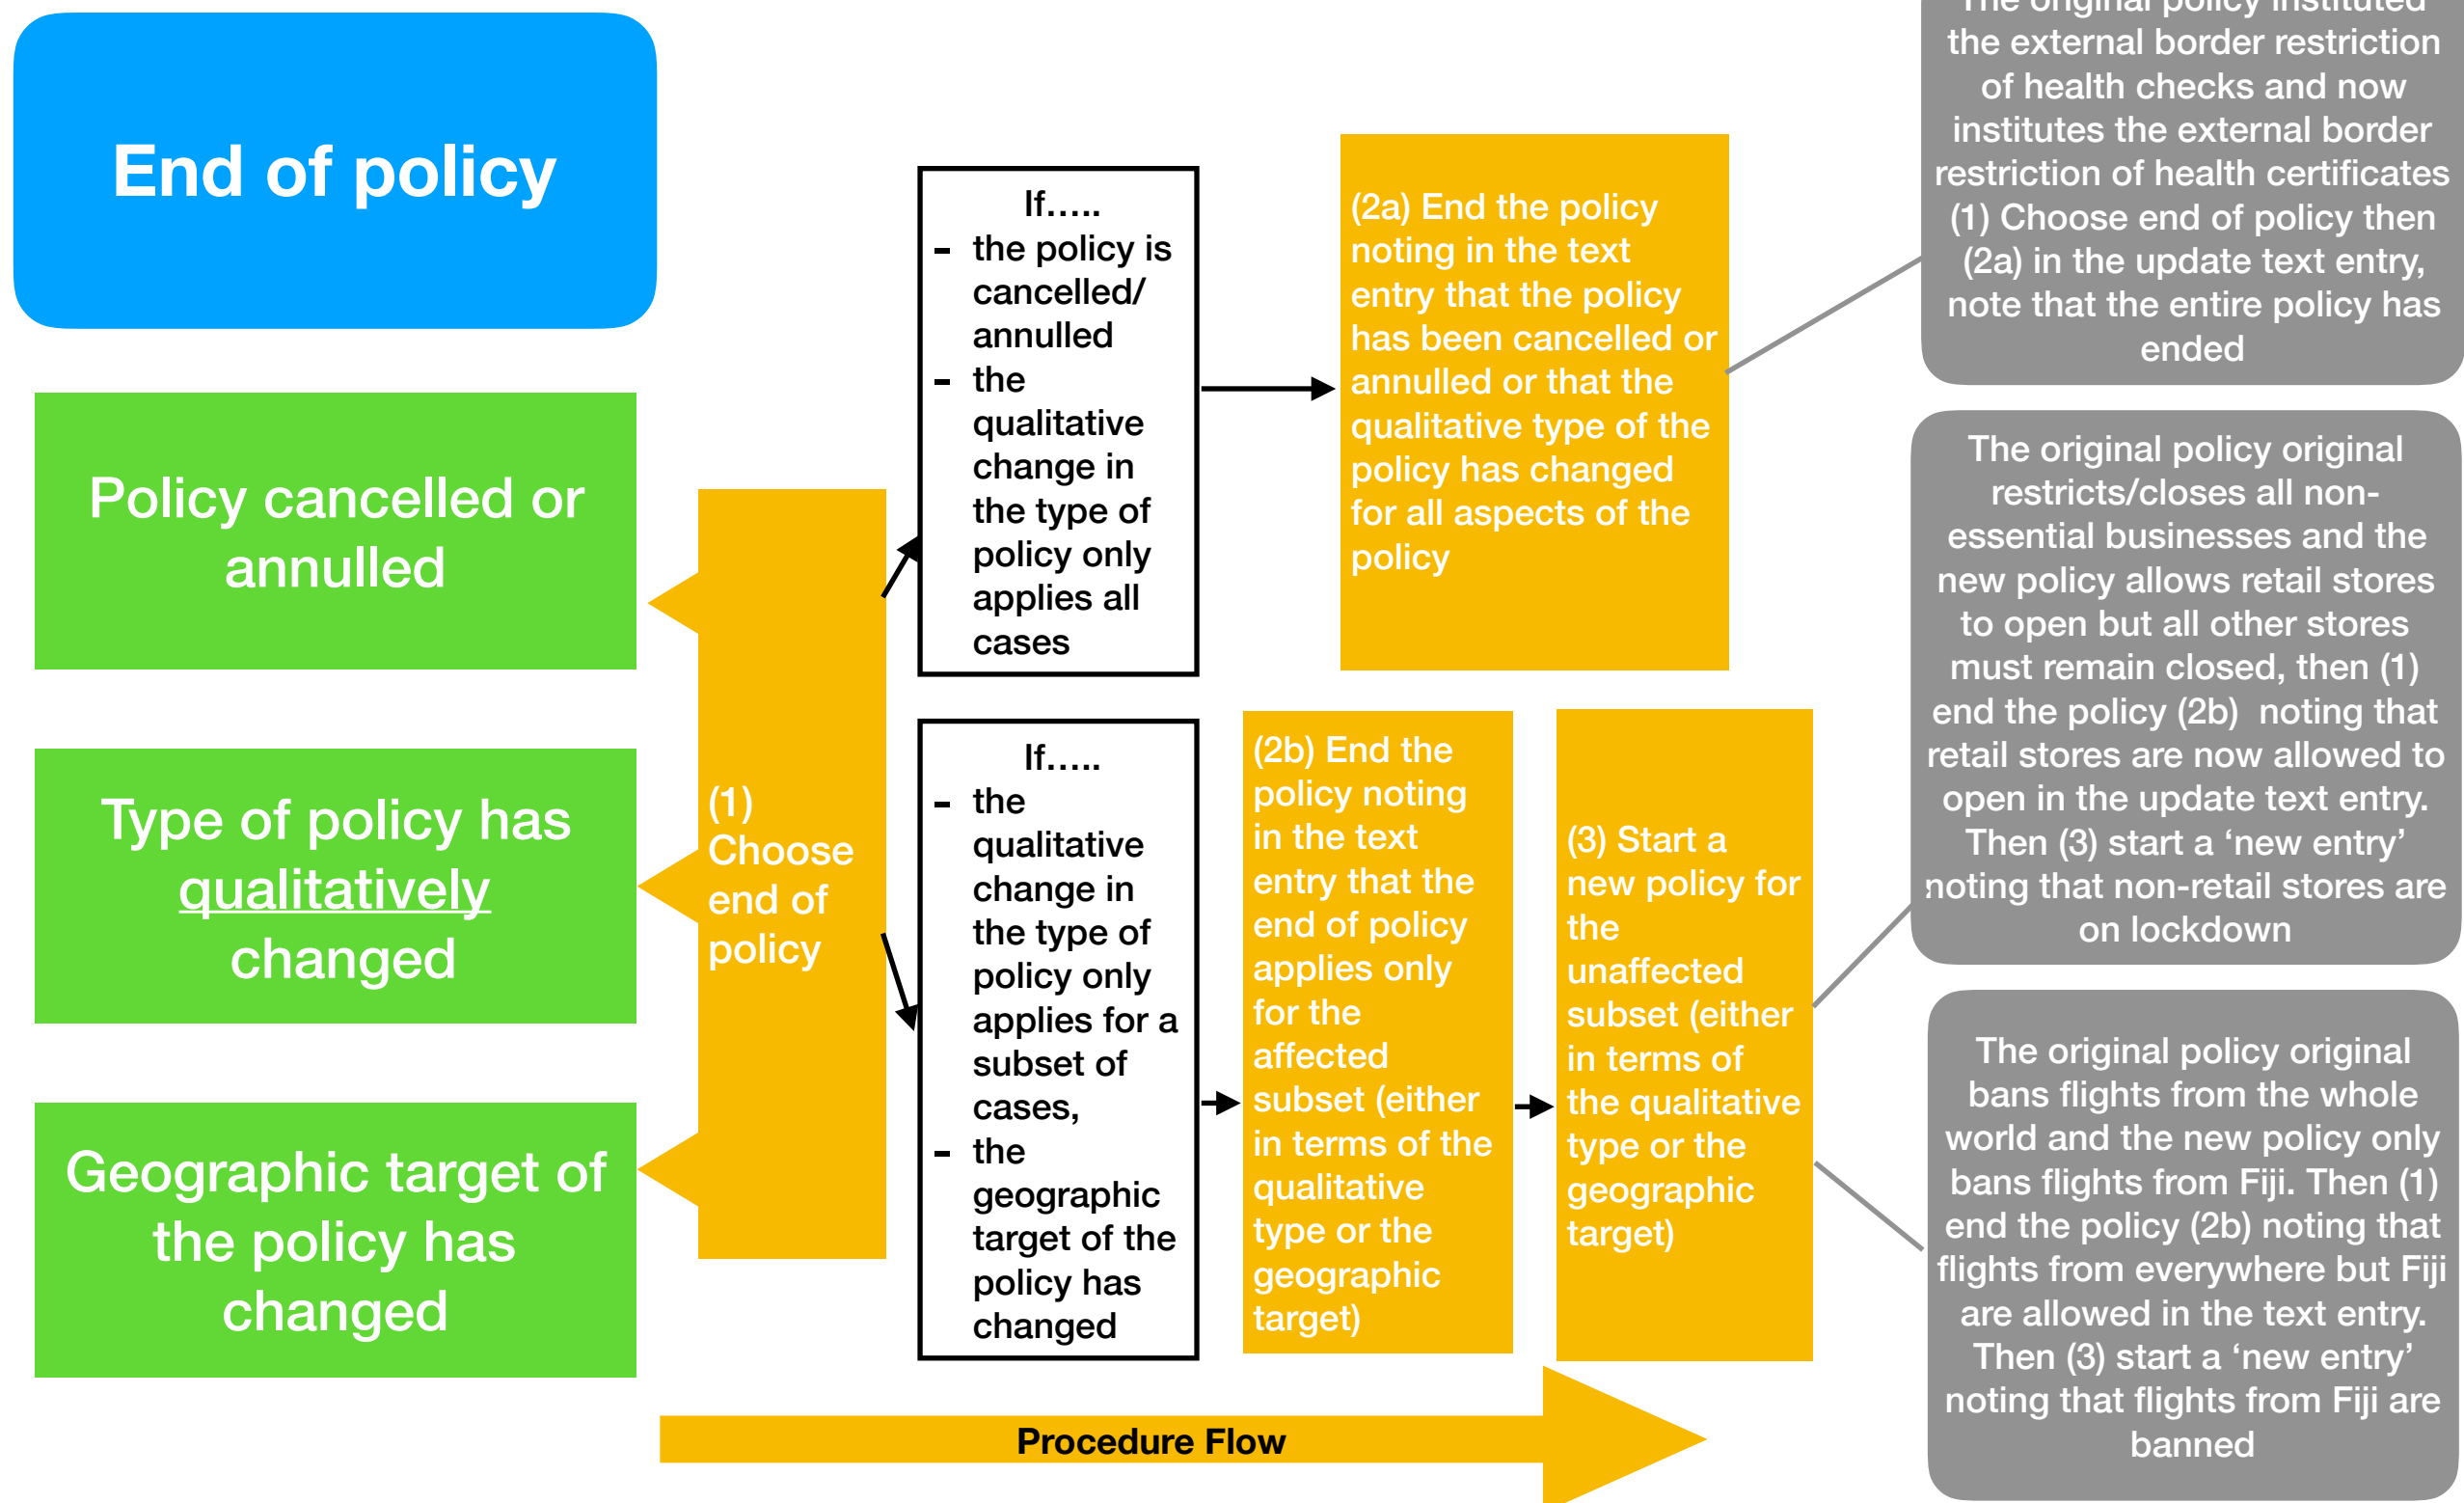 End of policy
Policy cancelled or
annulled
Type of policy has
qualitatively
changed
Geographic target of
the policy has
changed
(1)
Choose
end of
policy
If.....
- the policy is
cancelled/
annulled
- the
qualitative
change in
the type of
policy only
applies all
cases
(2a) End the policy
noting in the text
entry that the policy
has been cancelled or
annulled or that the
qualitative type of the
policy has changed
for all aspects of the
policy
If.....
- the
qualitative
change in
the type of
policy only
applies for a
subset of
cases,
- the
geographic
target of the
policy has
changed
(2b) End the
policy noting
in the text
entry that the
end of policy
applies only
for the
affected
subset (either
in terms of the
qualitative
type or the
geographic
target)
(3) Start a
new policy for
the
unaffected
subset (either
in terms of
the qualitative
type or the
geographic
target)
The original policy instituted
the external border restriction
of health checks and now
institutes the external border
restriction of health certificates
(1) Choose end of policy then
(2a) in the update text entry,
note that the entire policy has
ended
The original policy original
restricts/closes all non-
essential businesses and the
new policy allows retail stores
to open but all other stores
must remain closed, then (1)
end the policy (2b) noting that
retail stores are now allowed to
open in the update text entry.
Then (3) start a ‘new entry’
noting that non-retail stores are
on lockdown
The original policy original
bans flights from the whole
world and the new policy only
bans flights from Fiji. Then (1)
end the policy (2b) noting that
flights from everywhere but Fiji
are allowed in the text entry.
Then (3) start a ‘new entry’
noting that flights from Fiji are
banned
Procedure Flow